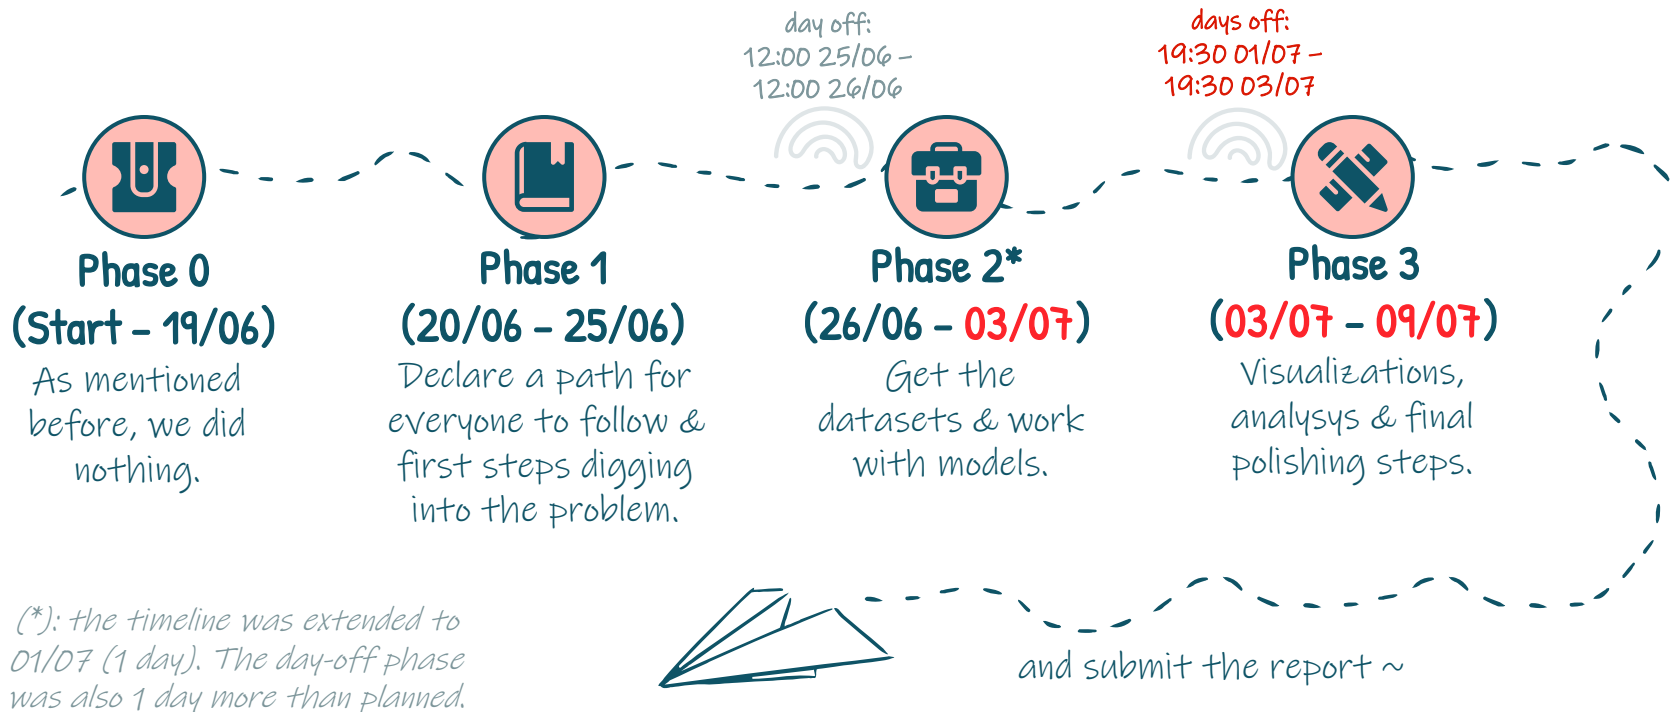 day off:
12:00 25/06 –
12:00 26/06
days off:
19:30 01/07 –
19:30 03/07
Phase 0
(Start – 19/06)
As mentioned
before, we did
nothing.
Phase 1
(20/06 – 25/06)
Declare a path for
everyone to follow &
first steps digging
into the problem.
Phase 2*
(26/06 – 03/07)
Get the
datasets & work
with models.
Phase 3
(03/07 – 09/07)
Visualizations,
analysys & final
polishing steps.
(*): the timeline was extended to
01/07 (1 day). The day-off phase
was also 1 day more than planned.
and submit the report ~